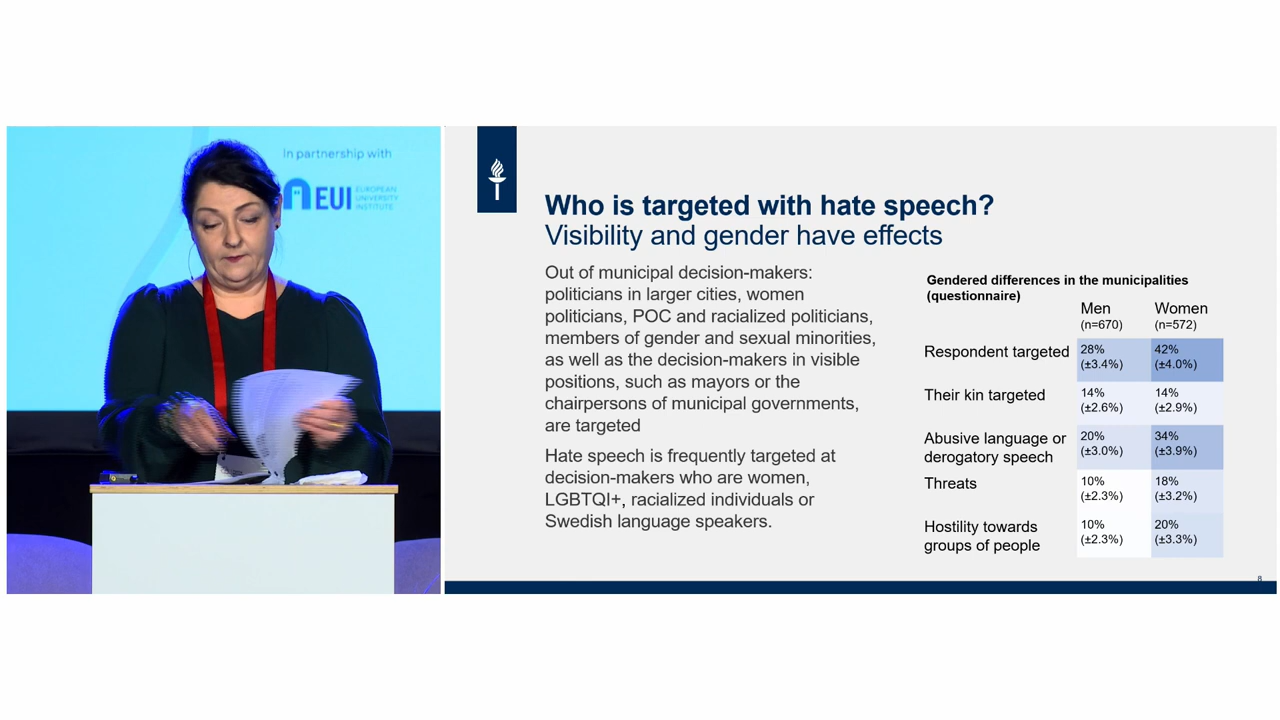 In partnership with
EUI
EUROPEAN
UNIVERSITY
INSTITUTE
Who is targeted with hate speech?
Visibility and gender have effects
Out of municipal decision-makers:
politicians in larger cities, women
politicians, POC and racialized politicians,
members of gender and sexual minorities,
as well as the decision-makers in visible
positions, such as mayors or the
chairpersons of municipal governments,
are targeted
Hate speech is frequently targeted at
decision-makers who are women,
LGBTQI+, racialized individuals or
Swedish language speakers.
Gendered differences in the municipalities
(questionnaire)
Men Women
(n=670) (n=572)
Respondent targeted 28% 42%
(±3.4%) (±4.0%)
Their kin targeted 14% 14%
(±2.6%) (±2.9%)
Abusive language or 20% 34%
derogatory speech (±3.0%) (±3.9%)
Threats 10% 18%
(±2.3%) (±3.2%)
Hostility towards 10% 20%
groups of people (±2.3%) (±3.3%)
8